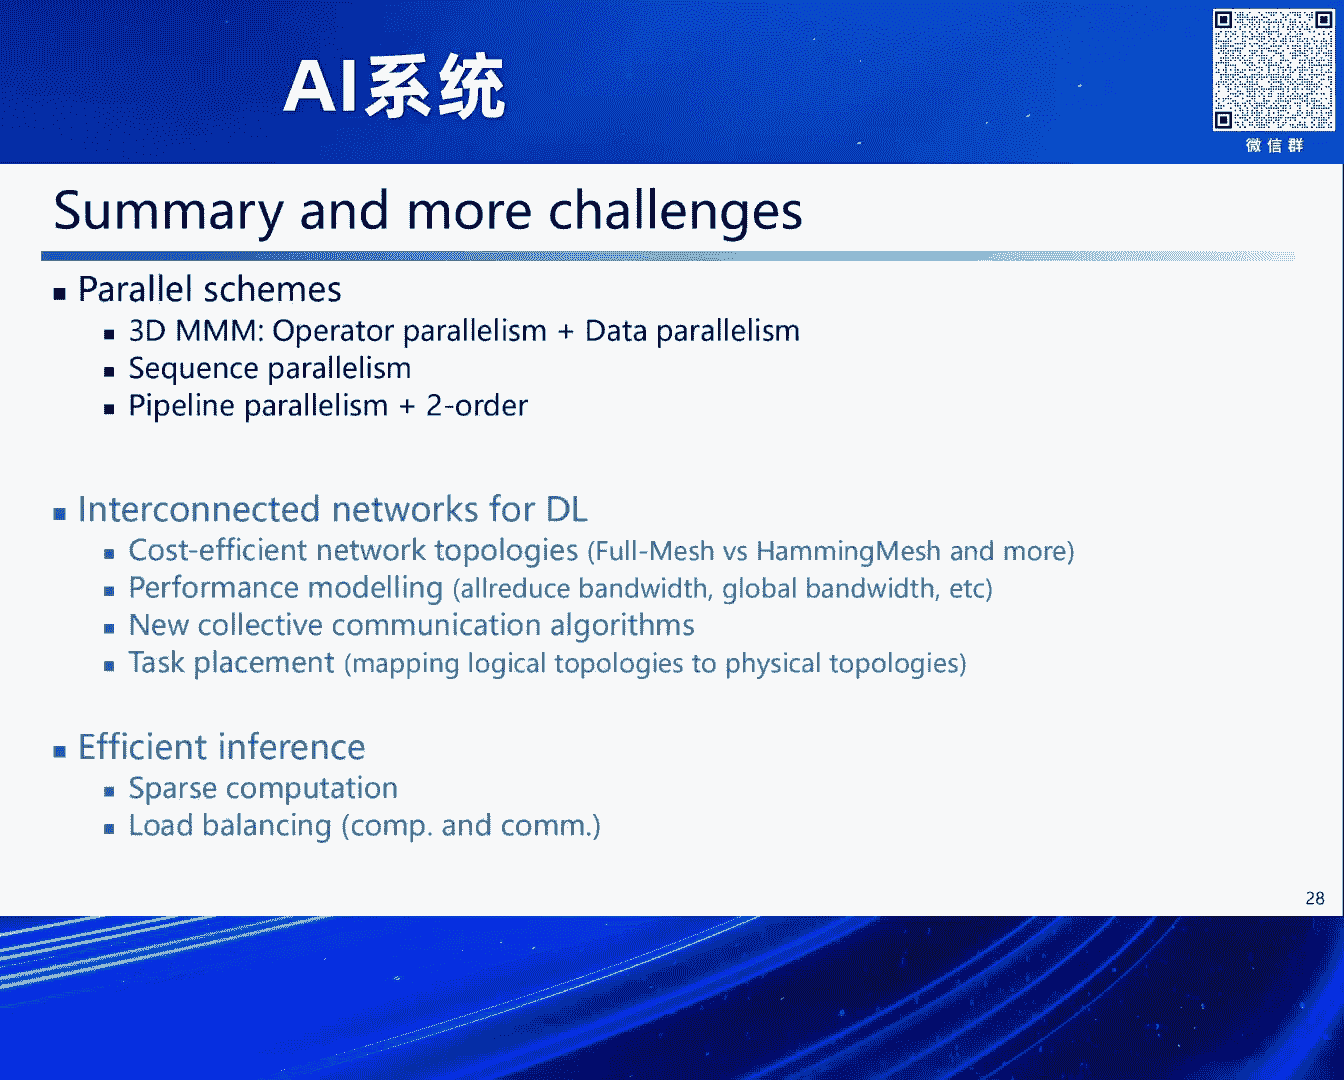 AI系统
微信群
Summary and more challenges
Parallel schemes
3D MMM: Operator parallelism + Data parallelism
Sequence parallelism
Pipeline parallelism + 2-order
Interconnected networks for DL
Cost-efficient network topologies (Full-Mesh vs HammingMesh and more)
Performance modelling (allreduce bandwidth, global bandwidth, etc)
New collective communication algorithms
Task placement (mapping logical topologies to physical topologies)
Efficient inference
Sparse computation
Load balancing (comp. and comm.)
28